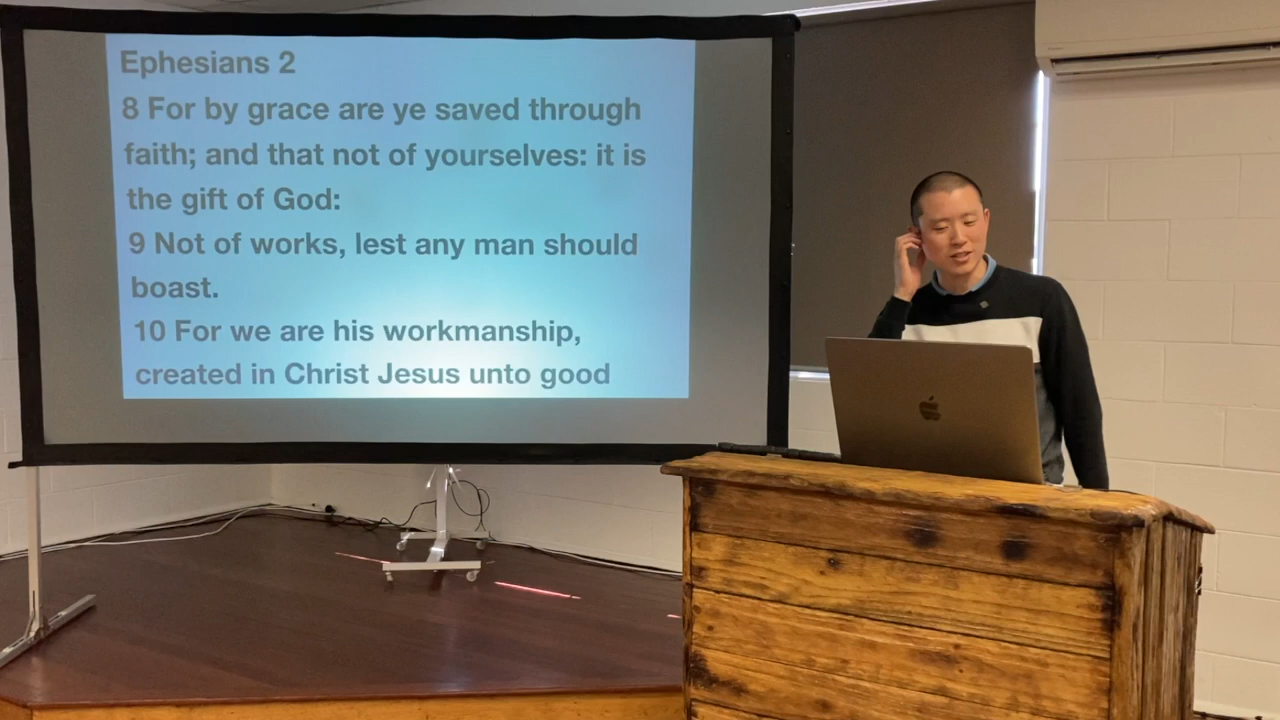 Ephesians 2
8 For by grace are ye saved through
faith; and that not of yourselves: it is
the gift of God:
9 Not of works, lest any man should
boast.
10 For we are his workmanship,
created in Christ Jesus unto good